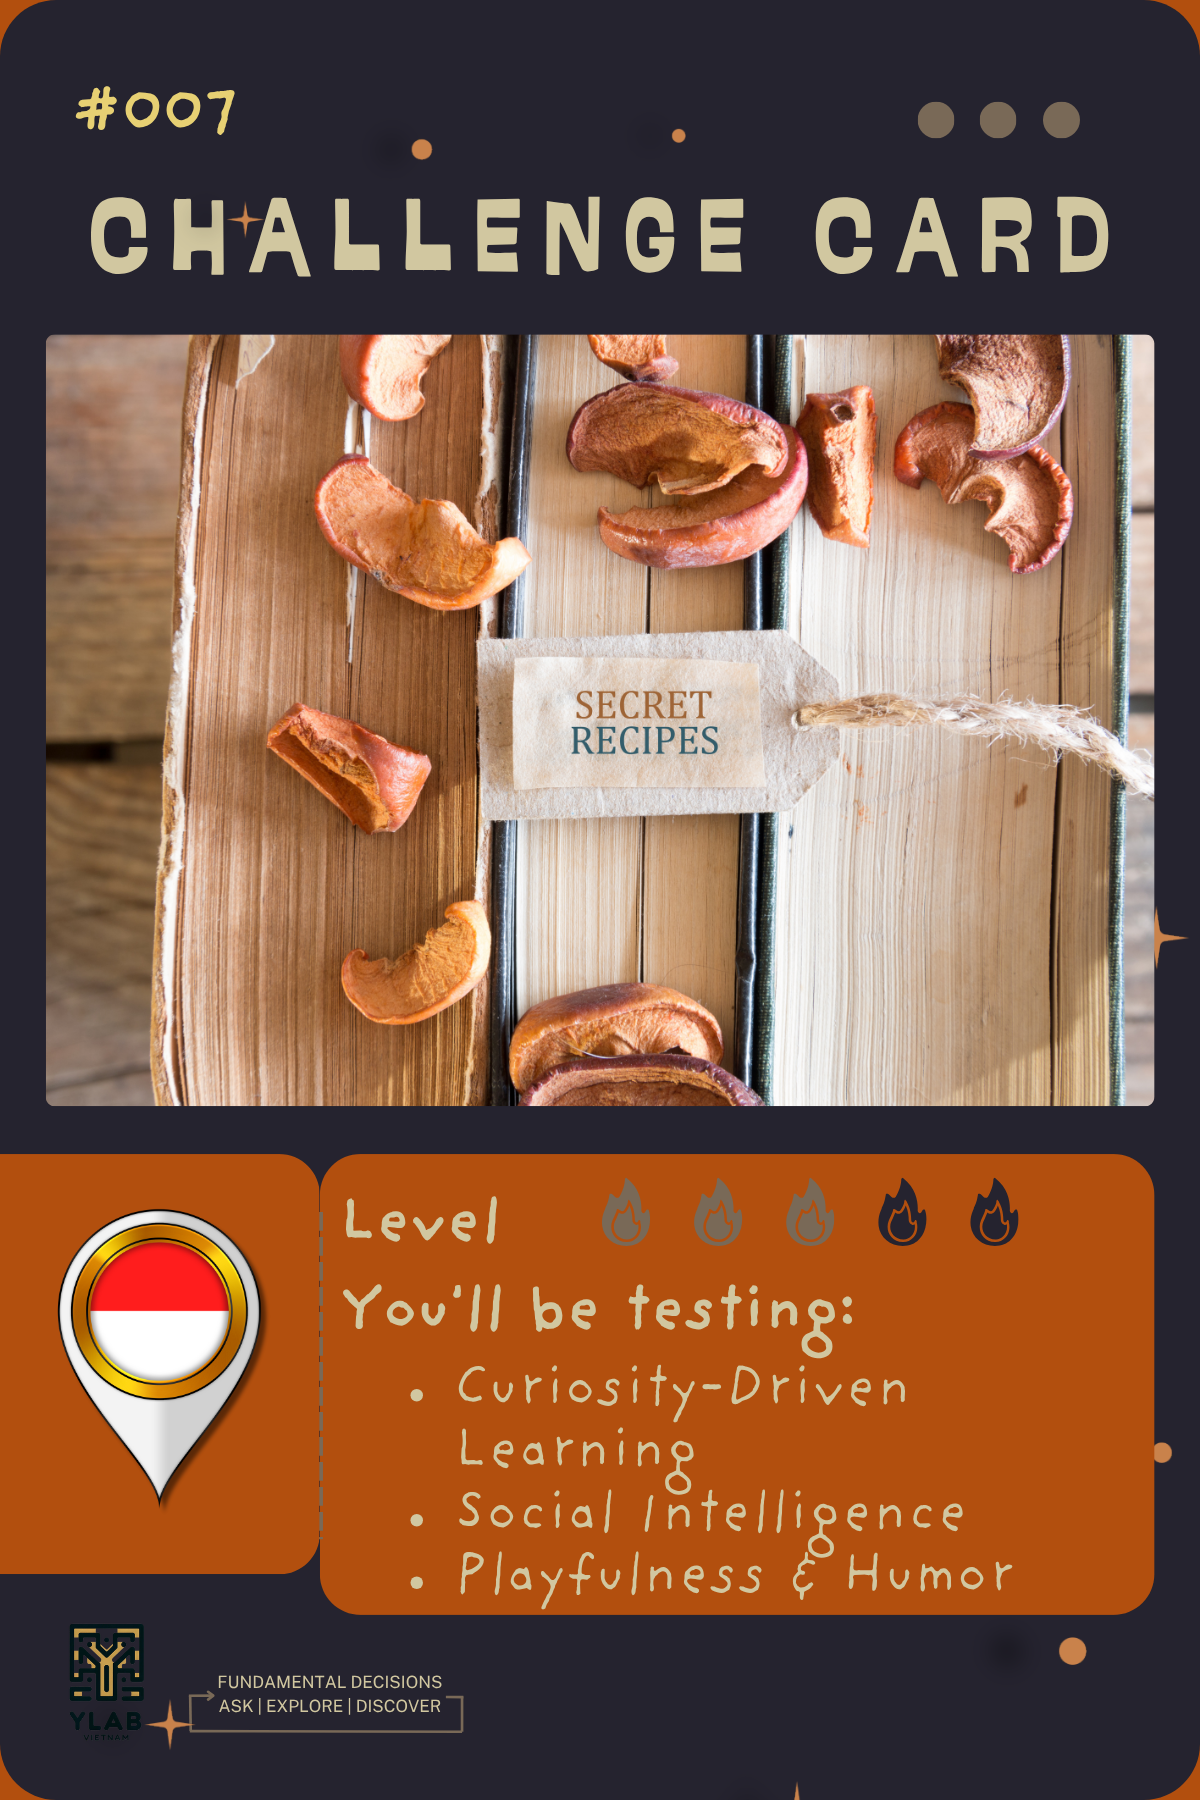 #007
CHALLENGE CARD
SECRET
RECIPES
Level
You'll be testing:
• Curiosity-Driven
Learning
• Social Intelligence
• Playfulness & Humor
YLAB
VIETNAM
FUNDAMENTAL DECISIONS
ASK | EXPLORE | DISCOVER